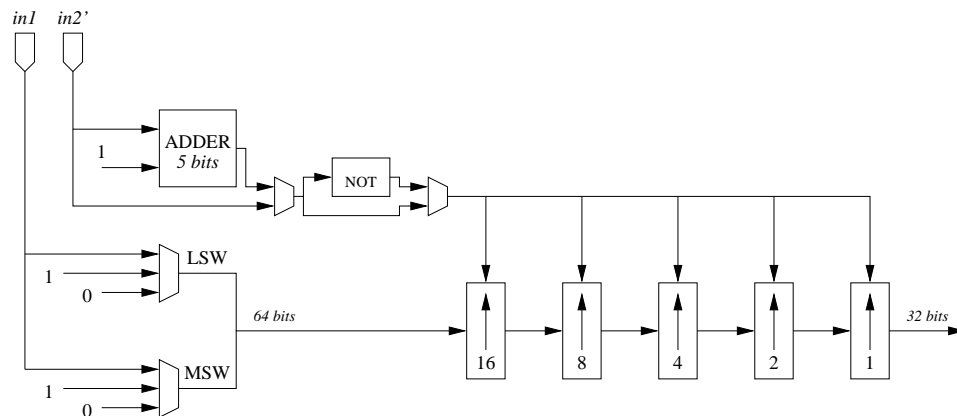 in1 in2'
ADDER
5 bits
1
NOT
LSW
1
0
64 bits
32 bits
16 8 4 2 1
MSW
1
0